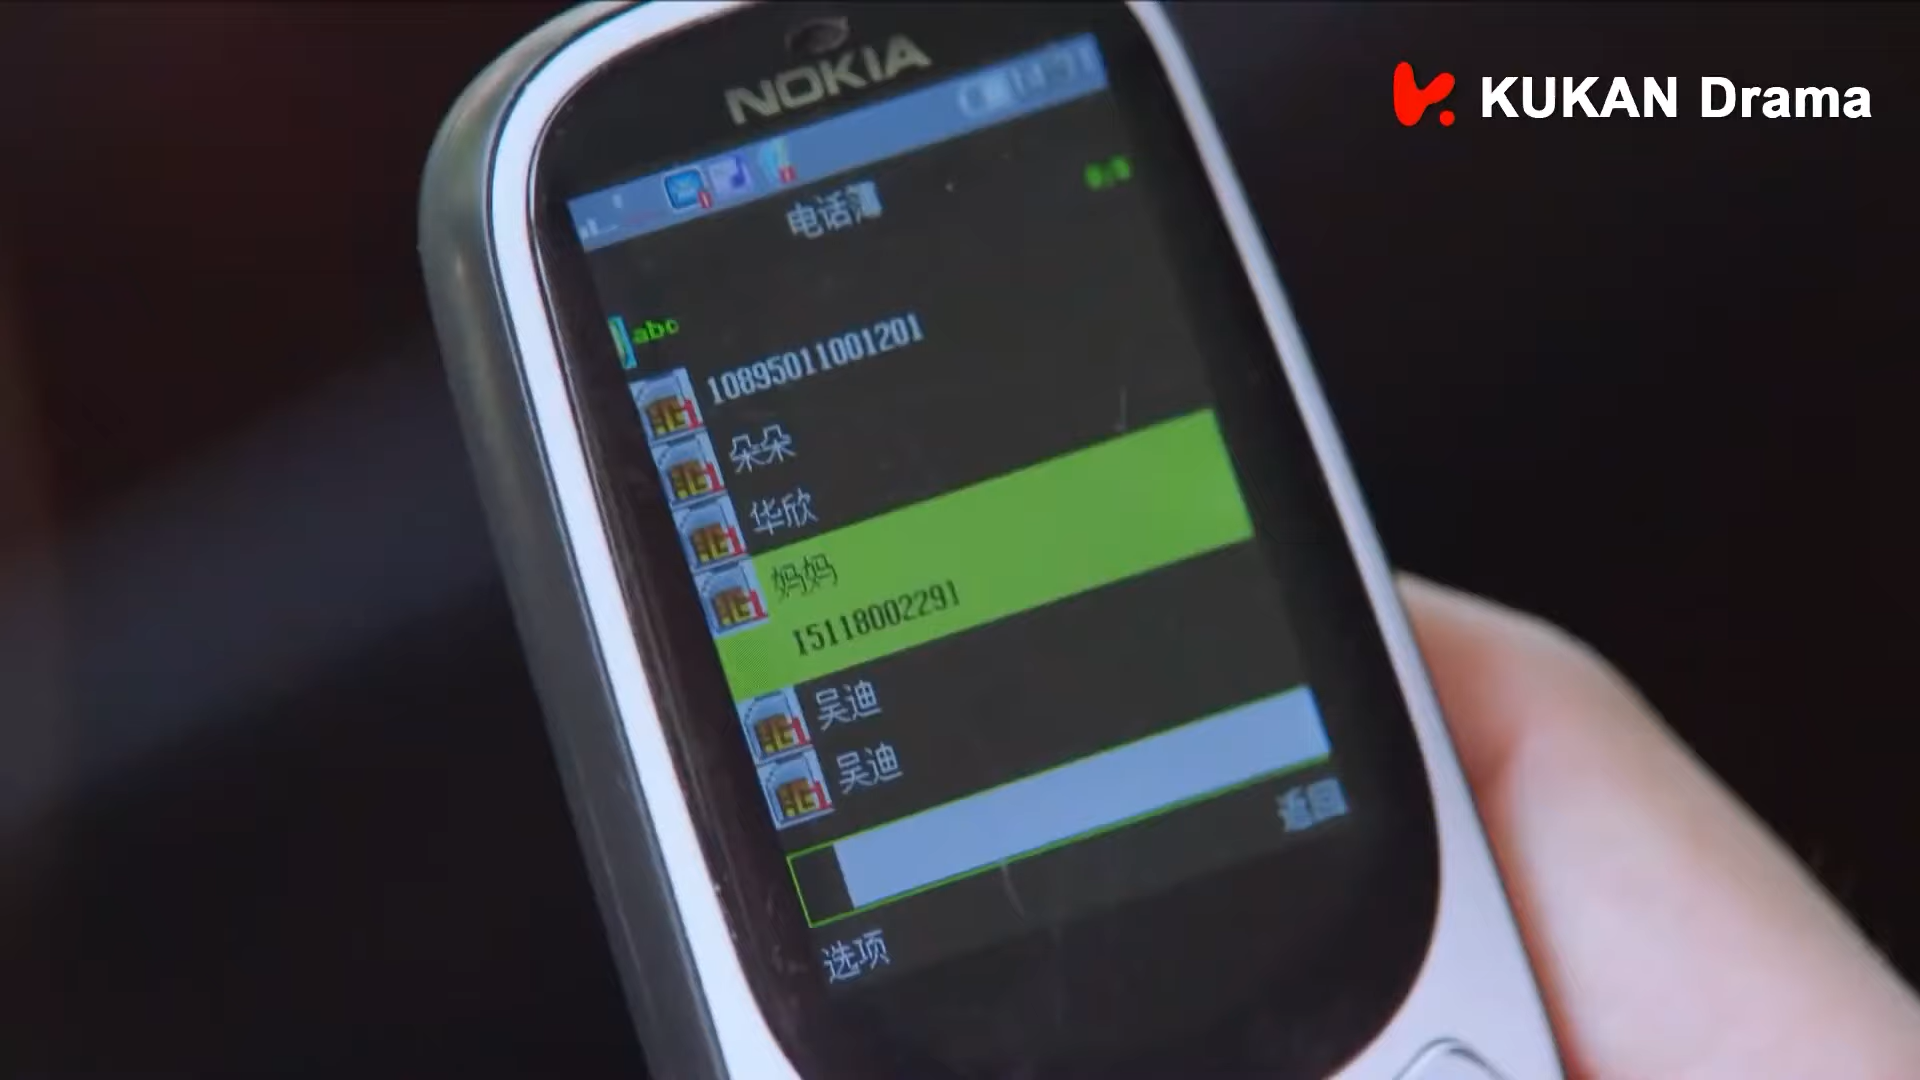 KUKAN Drama
NOKIA
电话簿
abc
10895011001201
朵朵
华欣
妈妈
15118002291
吴迪
吴迪
返回
选项